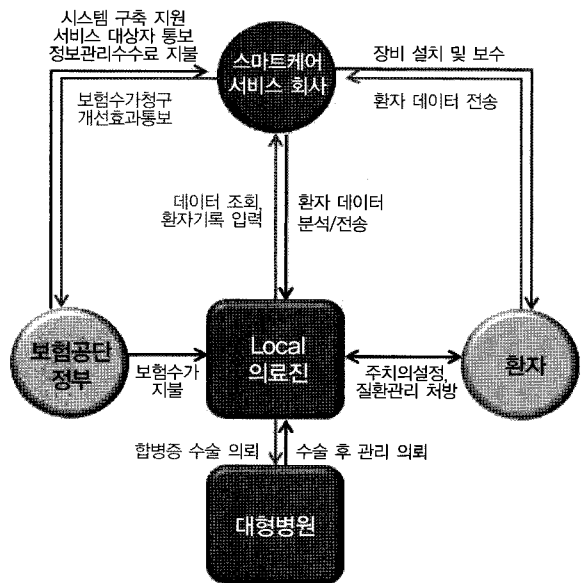 시스템 구축 지원
서비스 대상자 통보
정보관리수수료 지불
스마트케어
서비스 회사
장비 설치 및 보수
보험수가청구
개선효과통보
환자 데이터 전송
데이터 조회,
환자기록 입력
환자 데이터
분석/전송
보험공단
정부
보험수가
지불
Local
의료진
주치의설정,
질환관리 처방
환자
합병증 수술 의뢰
수술 후 관리 의뢰
대형병원